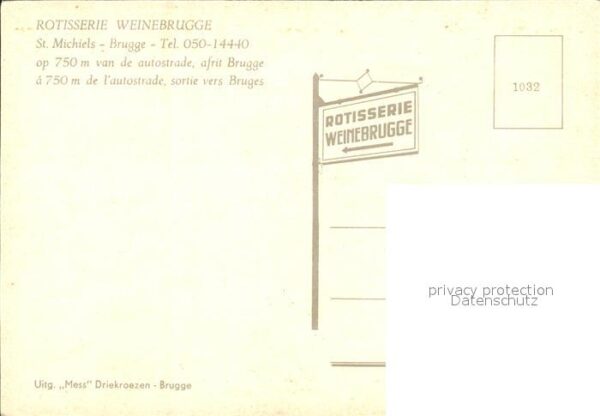 ROTISSERIE WEINEBRUGGE
St. Michiels - Brugge - Tel. 050-14440
op 750 m van de autostrade, afrit Brugge
à 750 m de l'autostrade, sortie vers Bruges
1032
ROTISSERIE
WEINEBRUGGE
privacy protection
Datenschutz
Uitg. „Mess" Driekroezen - Brugge